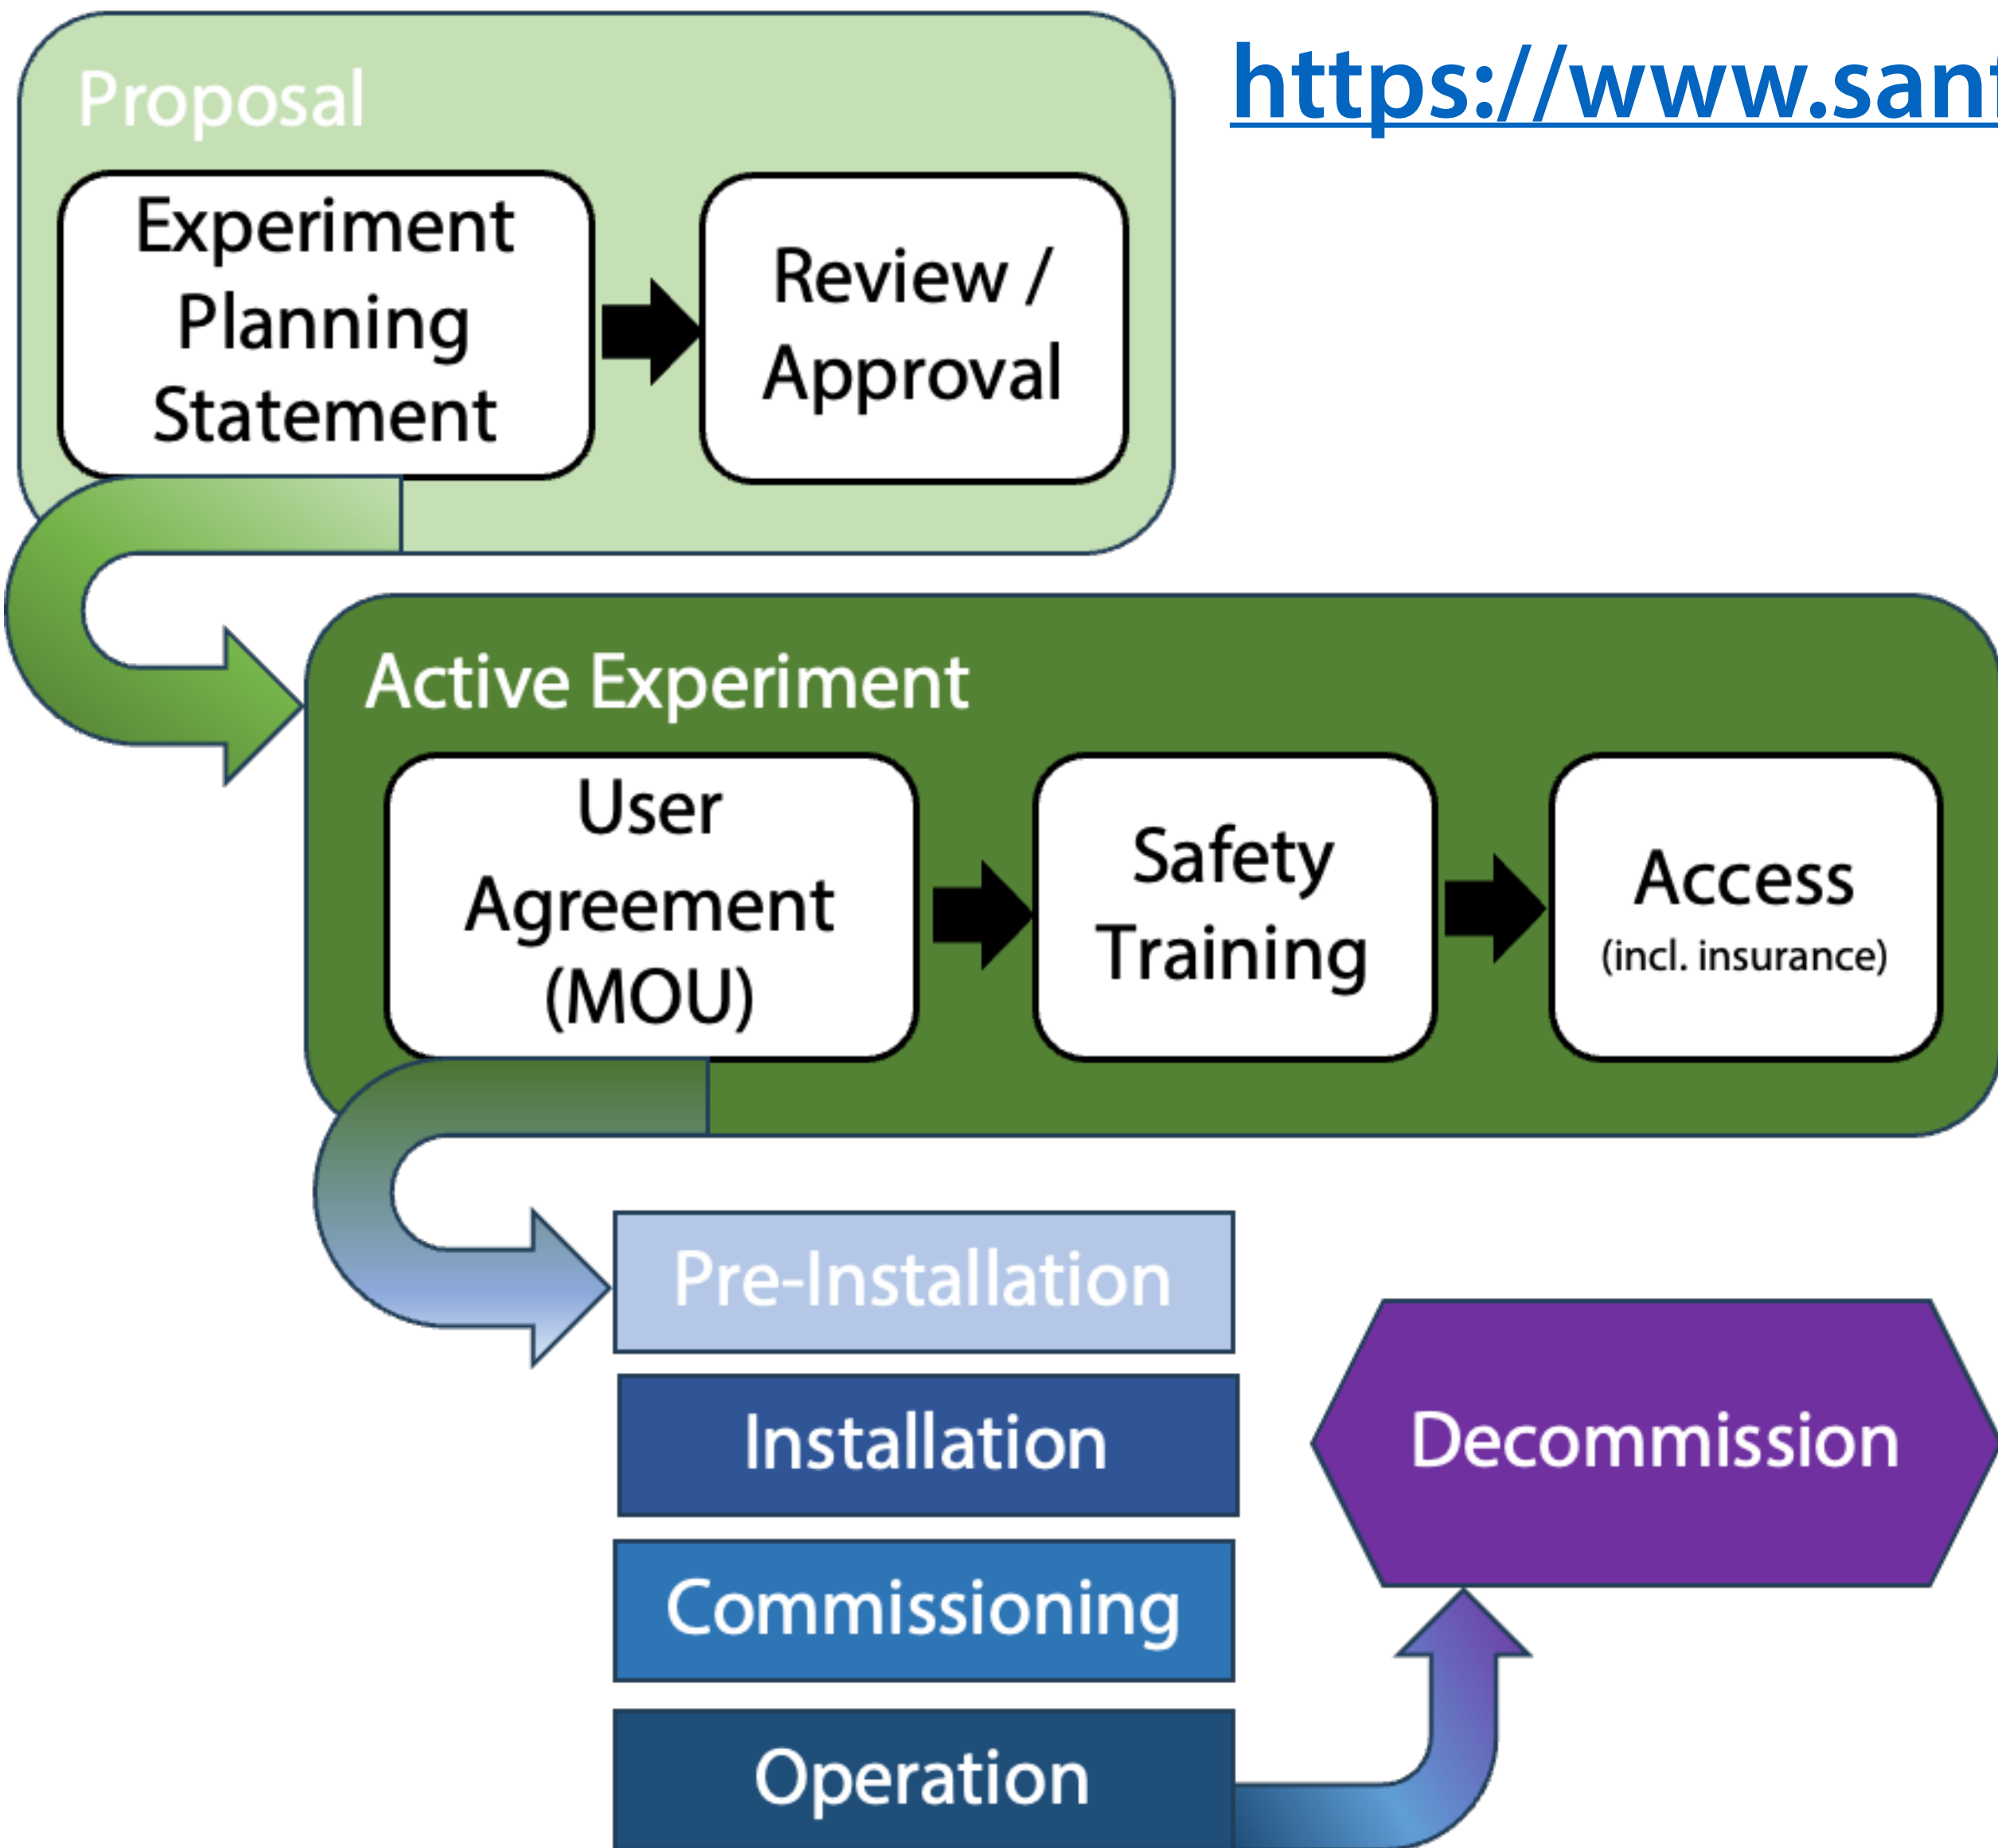 Proposal
https://www.sanf
Experiment
Planning
Statement
Review /
Approval
Active Experiment
User
Agreement
(MOU)
Safety
Training
Access
(incl. insurance)
Pre-Installation
Installation
Commissioning
Operation
Decommission